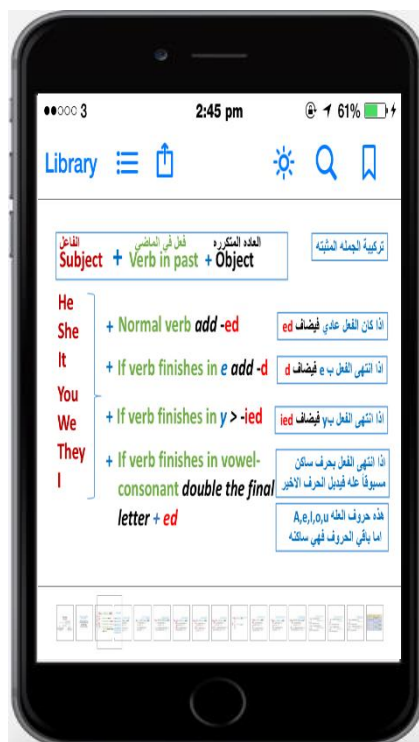 3 2:45 pm 61%
Library
الفاعل فعل في الماضي العاده المتكرره
Subject + Verb in past + Object
تركيبة الجمله المثبته
He
She
It
You
We
They
I
+ Normal verb add -ed
اذا كان الفعل عادي فيضاف ed
+ If verb finishes in e add -d
اذا انتهى الفعل ب e فيضاف d
+ If verb finishes in y > -ied
اذا انتهى الفعل بy فيضاف ied
+ If verb finishes in vowel-
consonant double the final
letter + ed
اذا انتهى الفعل بحرف ساكن
مسبوقاً عله فيدبل الحرف الاخير
هذه حروف العله A,e,I,o,u
اما باقي الحروف فهي ساكنه